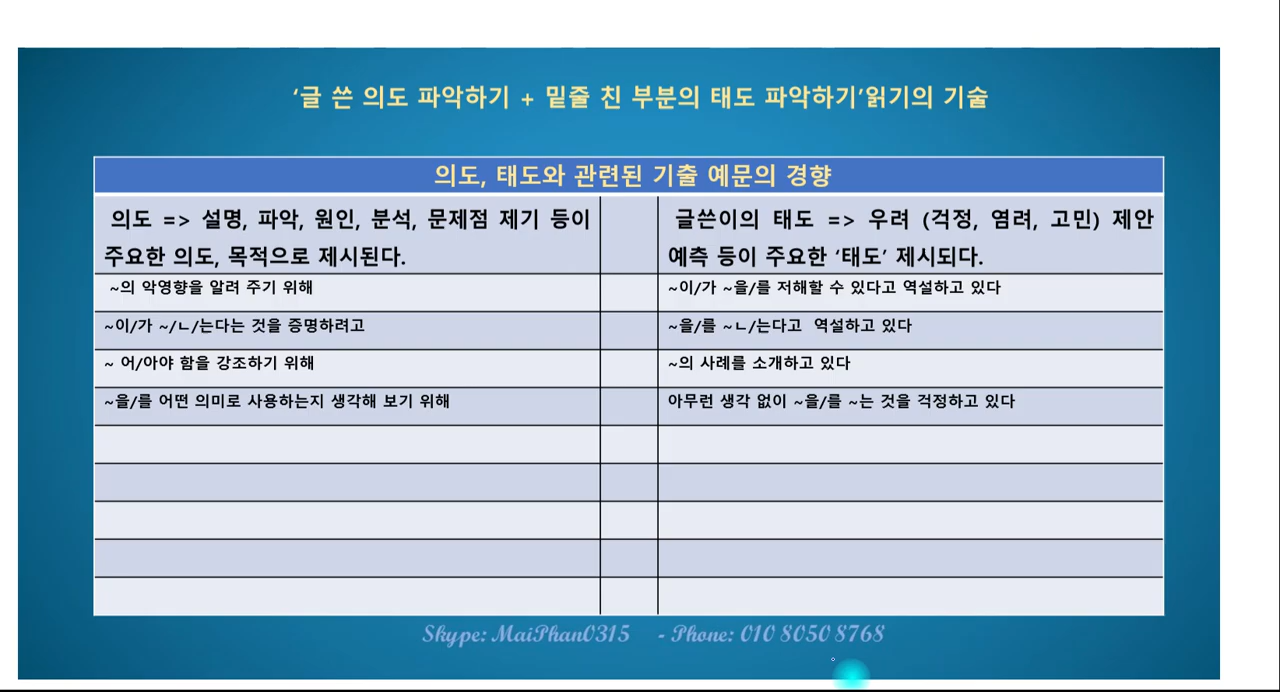 ‘글 쓴 의도 파악하기 + 밑줄 친 부분의 태도 파악하기’읽기의 기술
의도, 태도와 관련된 기출 예문의 경향
의도 => 설명, 파악, 원인, 분석, 문제점 제기 등이
주요한 의도, 목적으로 제시된다.
글쓴이의 태도 => 우려 (걱정, 염려, 고민) 제안
예측 등이 주요한 ‘태도’ 제시되다.
~의 악영향을 알려 주기 위해
~이/가 ~을/를 저해할 수 있다고 역설하고 있다
~이/가 ~/ㄴ/는다는 것을 증명하려고
~을/를 ~ㄴ/는다고 역설하고 있다
~ 어/아야 함을 강조하기 위해
~의 사례를 소개하고 있다
~을/를 어떤 의미로 사용하는지 생각해 보기 위해
아무런 생각 없이 ~을/를 ~는 것을 걱정하고 있다
Skype: MaiPhan0315 - Phone: 010 8050 8768